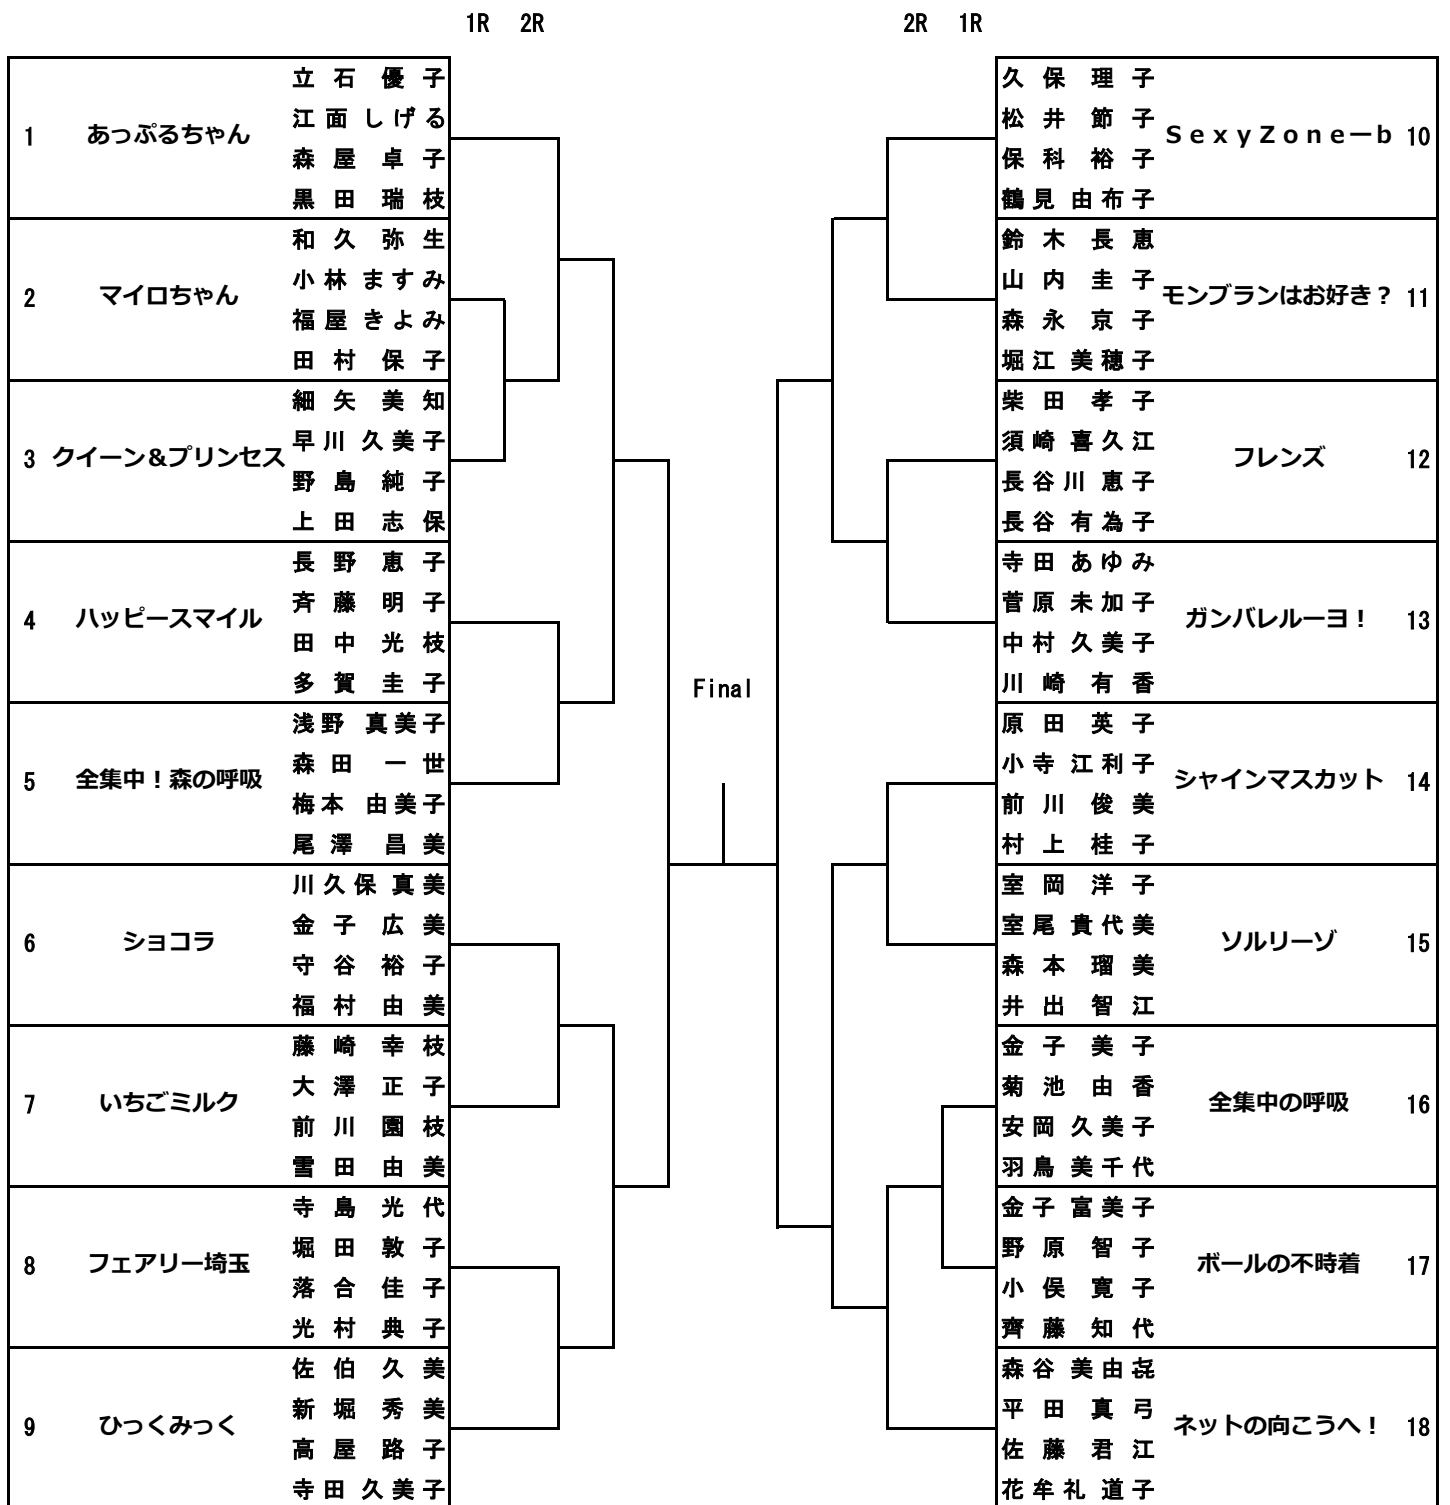 1R 2R
2R 1R
1 あっぷるちゃん
立石 優子
江面 しげる
森屋 卓子
黒田 瑞枝
2 マイロちゃん
和久 弥生
小林 ますみ
福屋 きよみ
田村 保子
3 クイーン&プリンセス
細矢 美知
早川 久美子
野島 純子
上田 志保
4 ハッピースマイル
長野 恵子
斉藤 明子
田中 光枝
多賀 圭子
5 全集中！森の呼吸
浅野 真美子
森田 一世
梅本 由美子
尾澤 昌美
6 ショコラ
川久保 真美
金子 広美
守谷 裕子
福村 由美
7 いちごミルク
藤崎 幸枝
大澤 正子
前川 園枝
雪田 由美
8 フェアリー埼玉
寺島 光代
堀田 敦子
落合 佳子
光村 典子
9 ひっくみっく
佐伯 久美
新堀 秀美
高屋 路子
寺田 久美子
Final
久保 理子
松井 節子
保科 裕子
鶴見 由布子
ＳｅｘｙＺｏｎｅーb 10
鈴木 長恵
山内 圭子
森永 京子
堀江 美穂子
モンブランはお好き？ 11
柴田 孝子
須崎 喜久江
長谷川 恵子
長谷 有為子
フレンズ 12
寺田 あゆみ
菅原 未加子
中村 久美子
川崎 有香
ガンバレルーヨ！ 13
原田 英子
小寺 江利子
前川 俊美
村上 桂子
シャインマスカット 14
室岡 洋子
室尾 貴代美
森本 瑠美
井出 智江
ソルリーゾ 15
金子 美子
菊池 由香
安岡 久美子
羽鳥 美千代
全集中の呼吸 16
金子 富美子
野原 智子
小俣 寛子
齊藤 知代
ボールの不時着 17
森谷 美由㐂
平田 真弓
佐藤 君江
花牟礼 道子
ネットの向こうへ！ 18